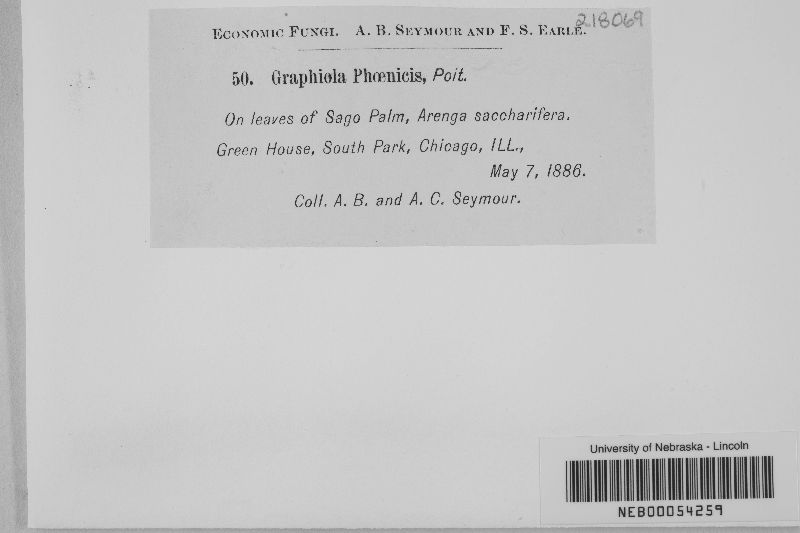 218069
Economic Fungi. A. B. Seymour and F. S. Earle.
50. Graphiola Phœnicis, Poit.
On leaves of Sago Palm, Arenga saccharifera.
Green House, South Park, Chicago, ILL.,
May 7, 1886.
Coll. A. B. and A. C. Seymour.
University of Nebraska - Lincoln
NEB00054259